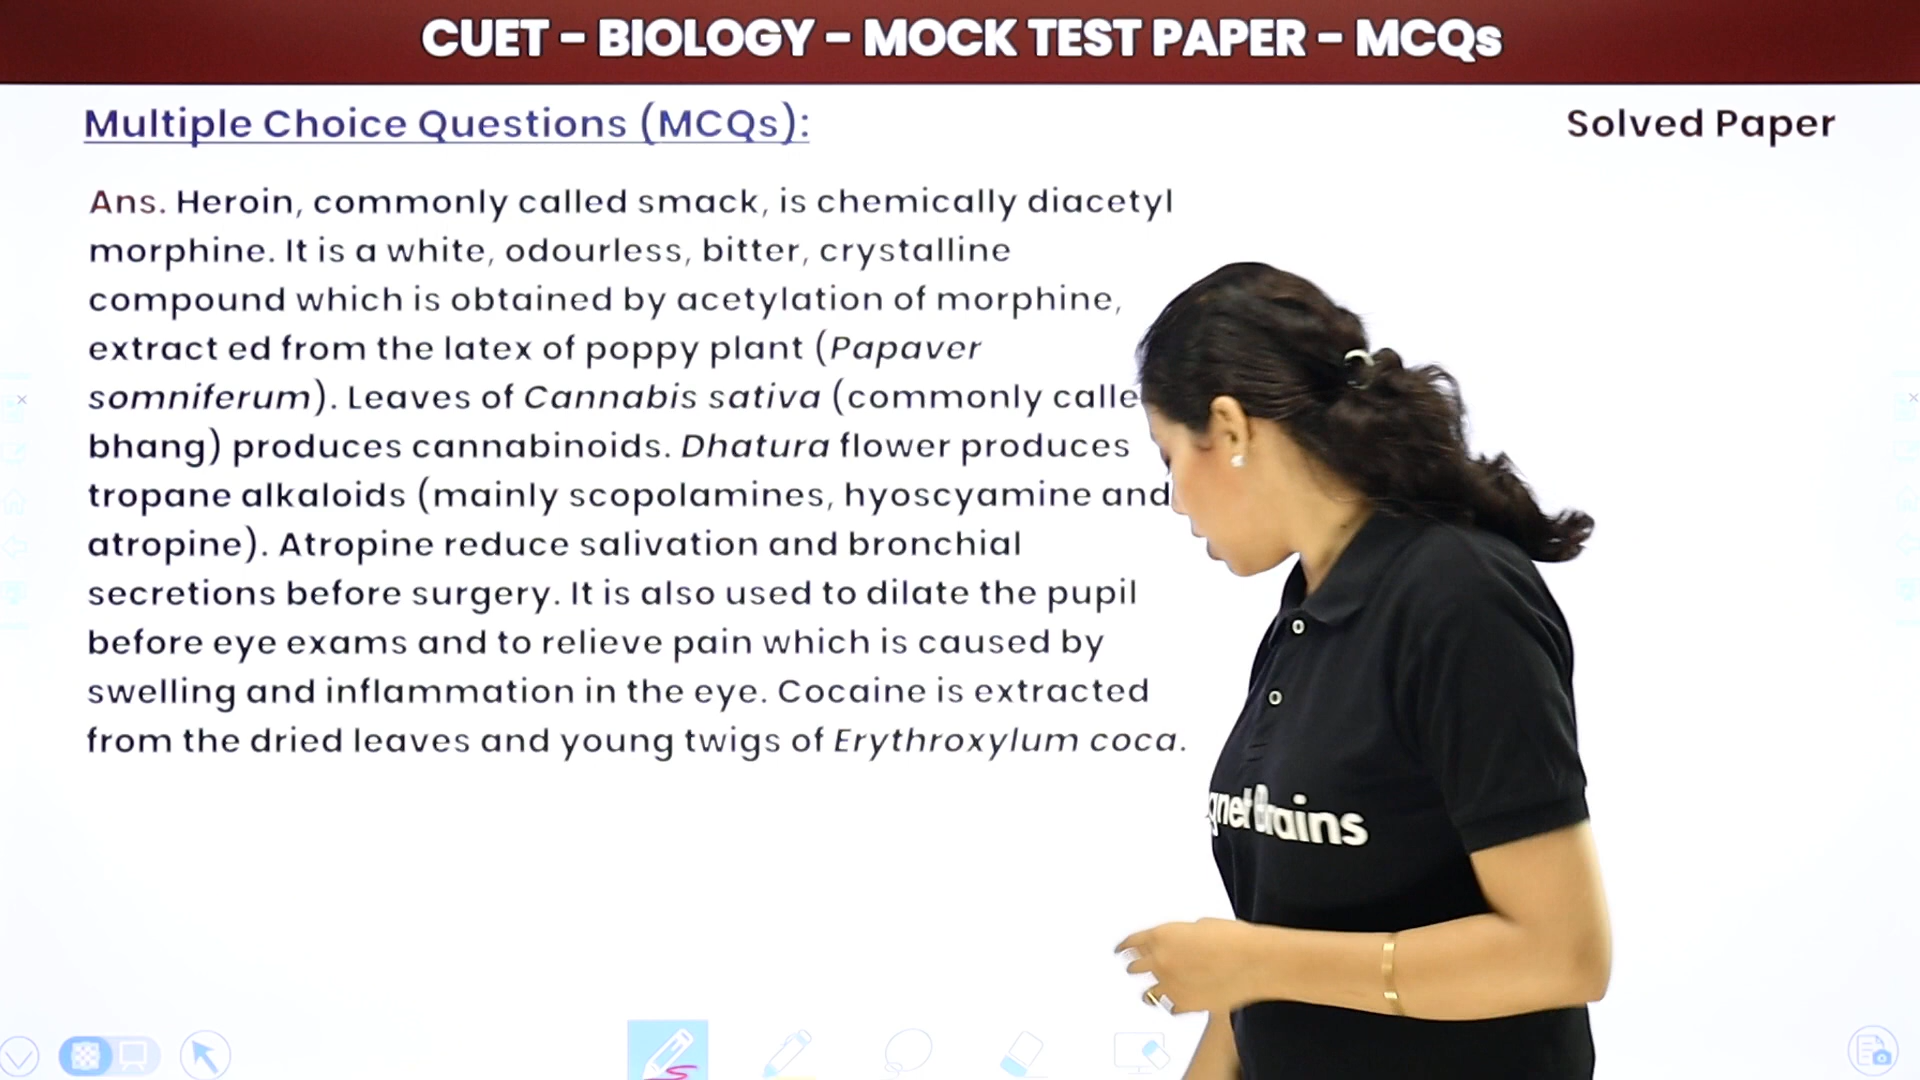 CUET - BIOLOGY - MOCK TEST PAPER - MCQs
Multiple Choice Questions (MCQs):
Solved Paper
Ans. Heroin, commonly called smack, is chemically diacetyl
morphine. It is a white, odourless, bitter, crystalline
compound which is obtained by acetylation of morphine,
extract ed from the latex of poppy plant (Papaver
somniferum). Leaves of Cannabis sativa (commonly calle
bhang) produces cannabinoids. Dhatura flower produces
tropane alkaloids (mainly scopolamines, hyoscyamine and
atropine). Atropine reduce salivation and bronchial
secretions before surgery. It is also used to dilate the pupil
before eye exams and to relieve pain which is caused by
swelling and inflammation in the eye. Cocaine is extracted
from the dried leaves and young twigs of Erythroxylum coca.
gnet Brains